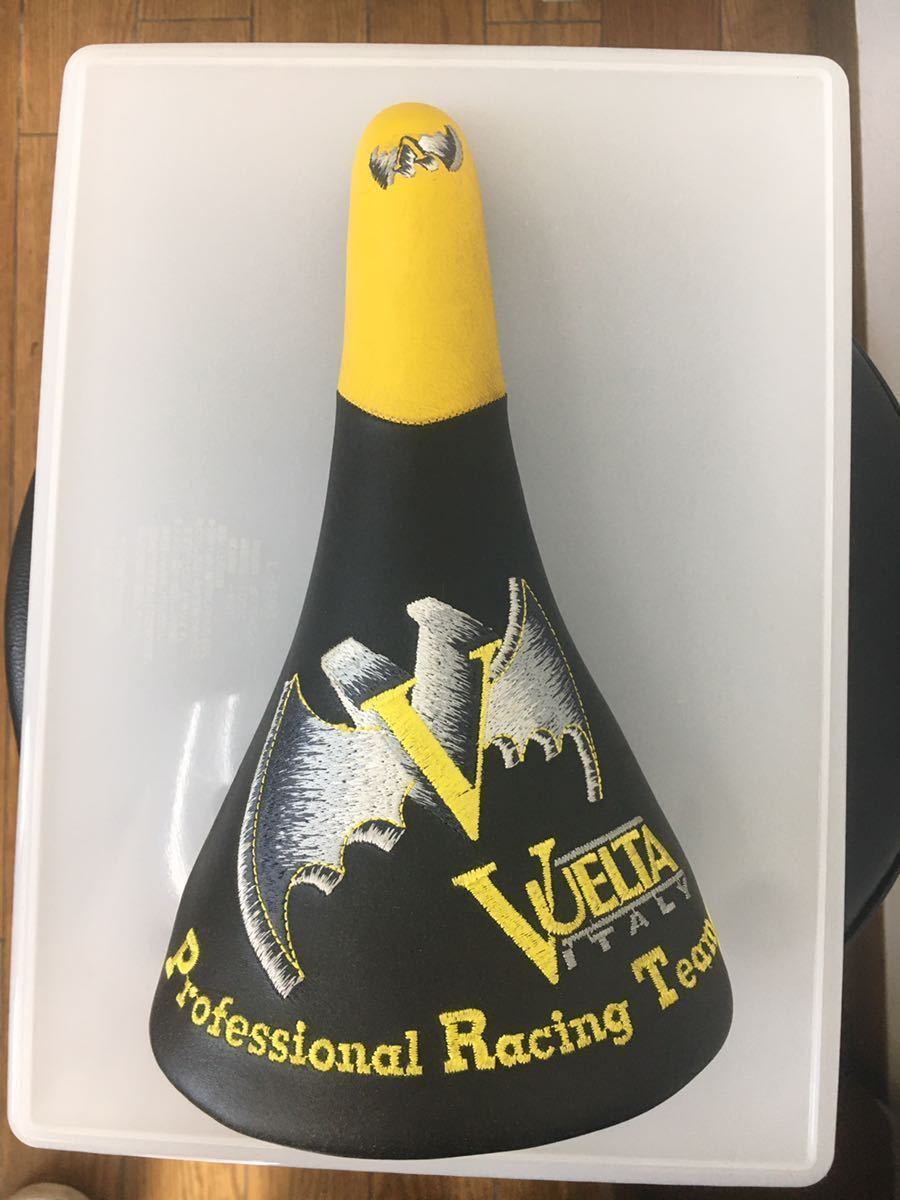 V
VUELTA
ITALY
Professional Racing Team